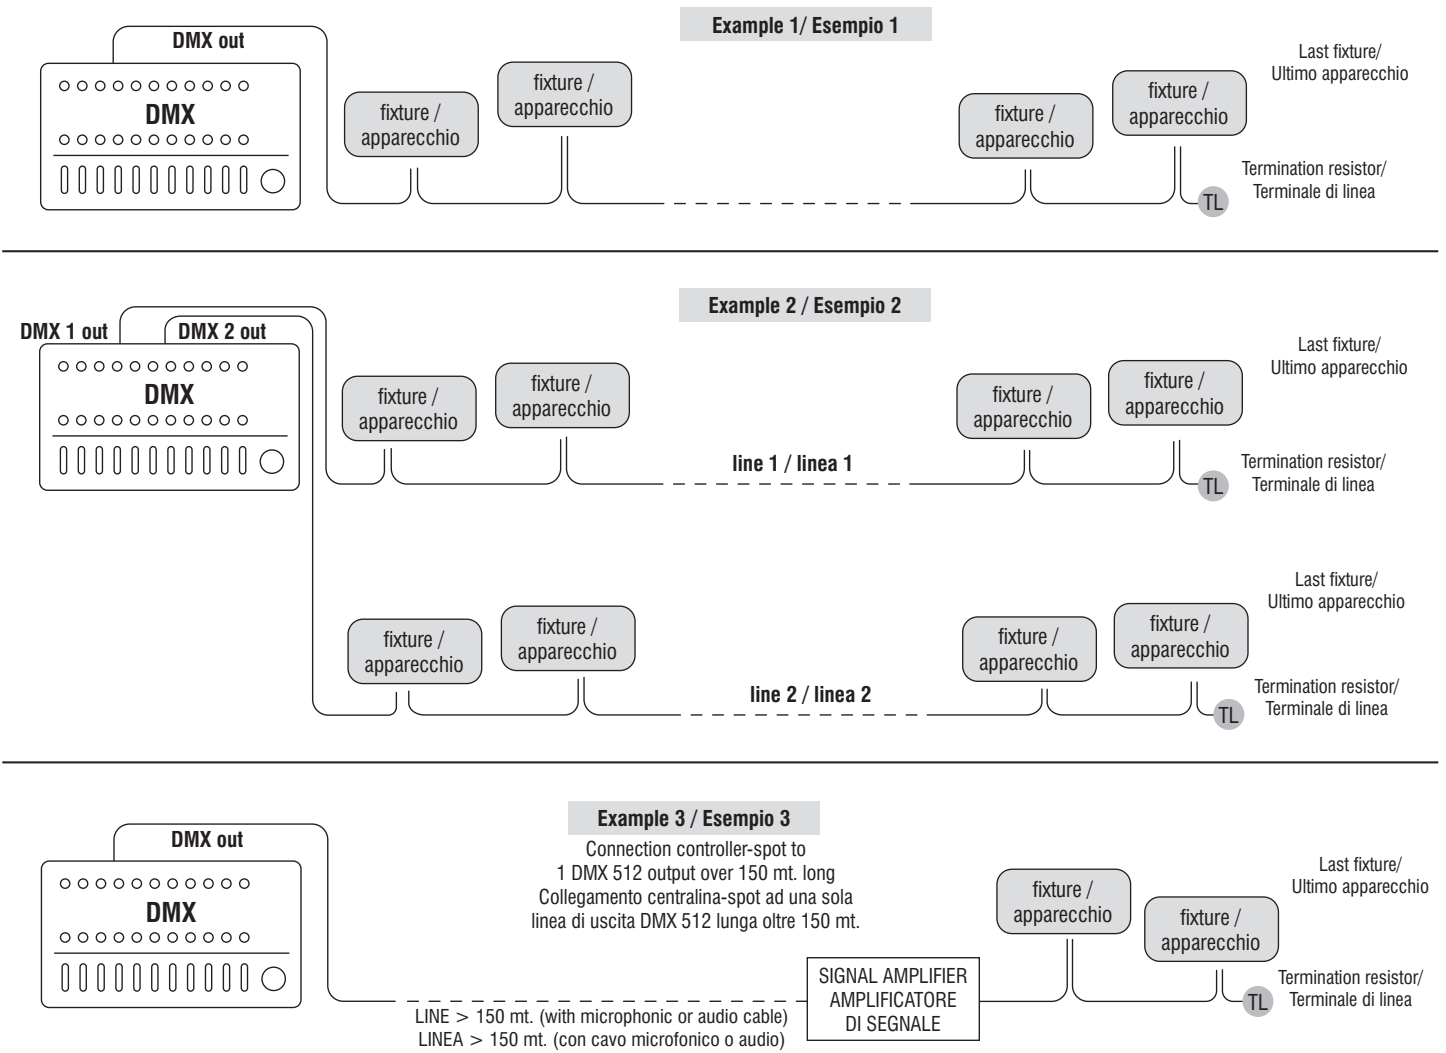 Example 1/ Esempio 1
DMX out
DMX
fixture /
apparecchio
fixture /
apparecchio
fixture /
apparecchio
fixture /
apparecchio
Last fixture/
Ultimo apparecchio
Termination resistor/
Terminale di linea
TL
Example 2 / Esempio 2
DMX 1 out
DMX 2 out
DMX
fixture /
apparecchio
fixture /
apparecchio
line 1 / linea 1
fixture /
apparecchio
fixture /
apparecchio
Last fixture/
Ultimo apparecchio
Termination resistor/
Terminale di linea
TL
fixture /
apparecchio
fixture /
apparecchio
line 2 / linea 2
fixture /
apparecchio
fixture /
apparecchio
Last fixture/
Ultimo apparecchio
Termination resistor/
Terminale di linea
TL
Example 3 / Esempio 3
Connection controller-spot to
1 DMX 512 output over 150 mt. long
Collegamento centralina-spot ad una sola
linea di uscita DMX 512 lunga oltre 150 mt.
DMX out
DMX
LINE > 150 mt. (with microphonic or audio cable)
LINEA > 150 mt. (con cavo microfonico o audio)
SIGNAL AMPLIFIER
AMPLIFICATORE
DI SEGNALE
fixture /
apparecchio
fixture /
apparecchio
Last fixture/
Ultimo apparecchio
Termination resistor/
Terminale di linea
TL